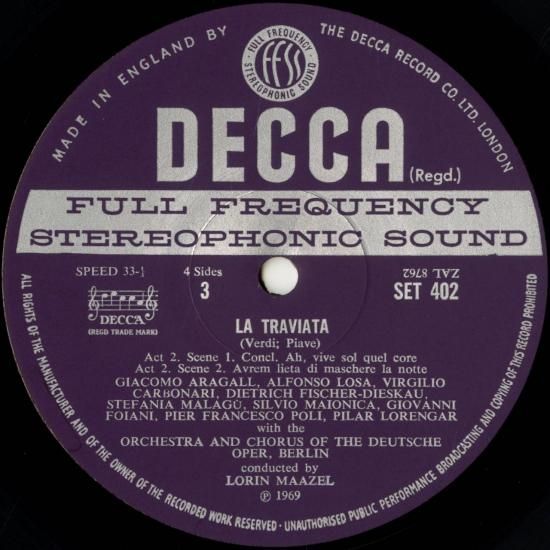 MADE IN ENGLAND BY
THE DECCA RECORD CO. LTD. LONDON
FULL FREQUENCY
FFSS
STEREOPHONIC SOUND
DECCA (Regd.)
FULL FREQUENCY
STEREOPHONIC SOUND
SPEED 33-⅓
4 Sides
ZAL 8762
3
SET 402
DECCA
(REGD TRADE MARK)
LA TRAVIATA
(Verdi; Piave)
Act 2. Scene 1. Concl. Ah, vive sol quel core
Act 2. Scene 2. Avrem lieta di maschere la notte
GIACOMO ARAGALL, ALFONSO LOSA, VIRGILIO
CARBONARI, DIETRICH FISCHER-DIESKAU,
STEFANIA MALAGÙ, SILVIO MAIONICA, GIOVANNI
FOIANI, PIER FRANCESCO POLI, PILAR LORENGAR
with the
ORCHESTRA AND CHORUS OF THE DEUTSCHE
OPER, BERLIN
conducted by
LORIN MAAZEL
℗ 1969
ALL RIGHTS OF THE MANUFACTURER AND OF THE OWNER OF THE RECORDED WORK RESERVED · UNAUTHORISED PUBLIC PERFORMANCE BROADCASTING AND COPYING OF THIS RECORD PROHIBITED